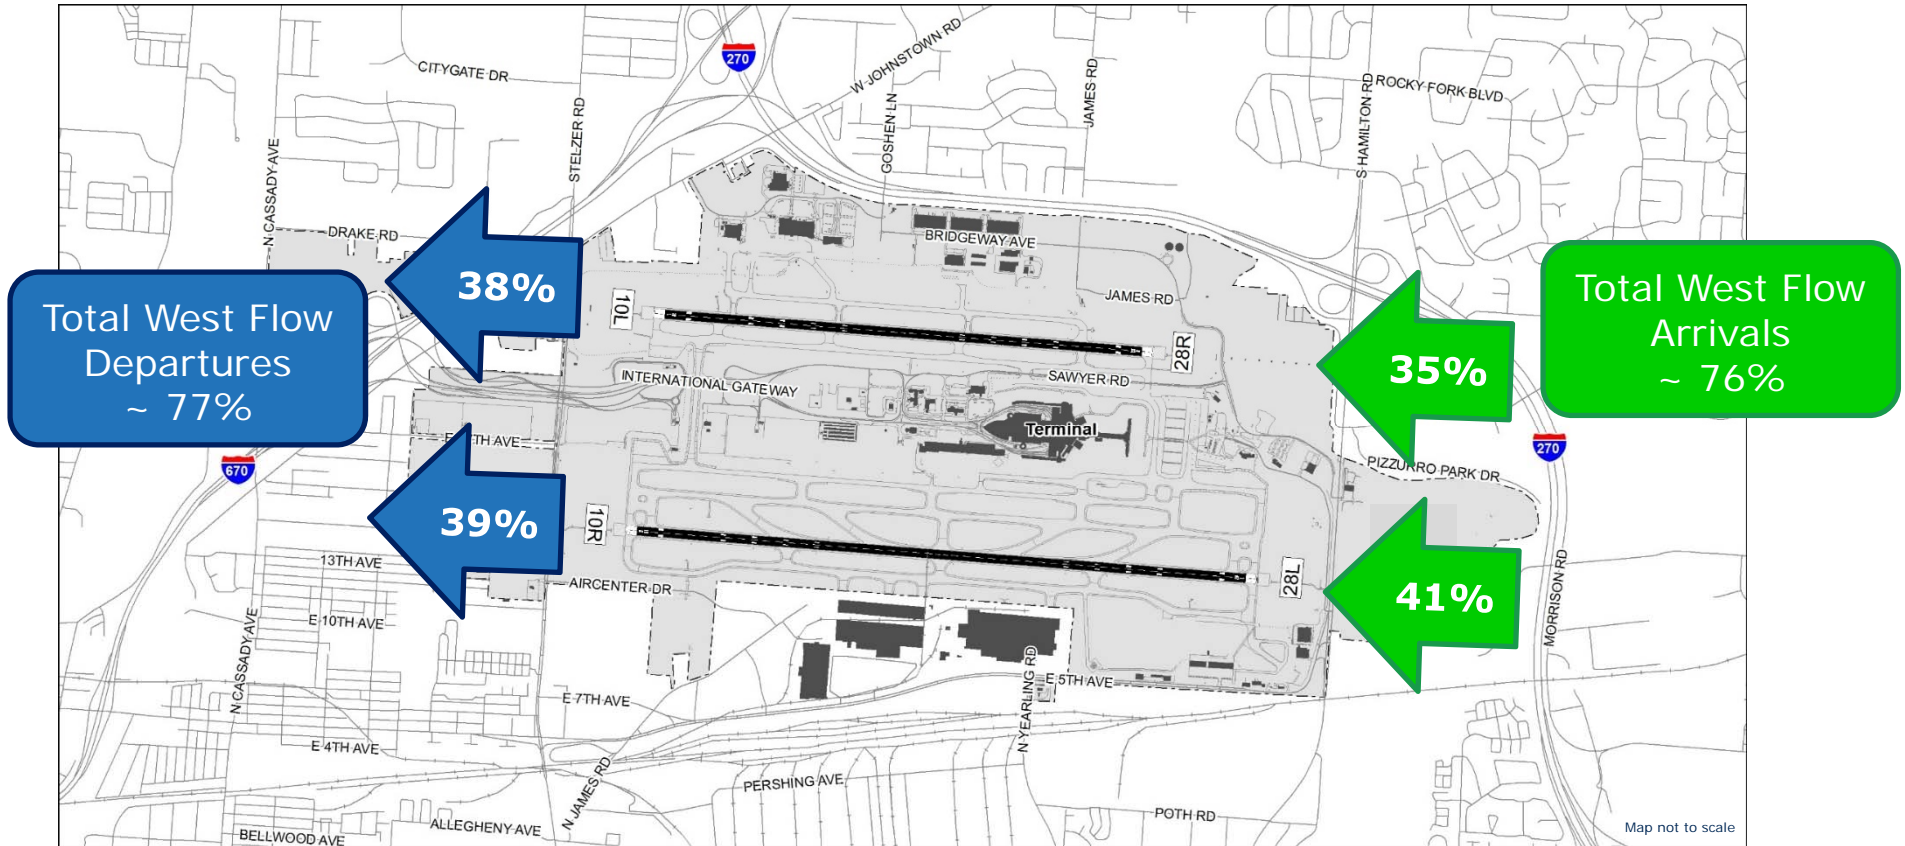 270
W JOHNSTOWN RD
CITYGATE DR
JAMES RD
ROCKY FORK BLVD
STELZER RD
GOSHEN LN
S HAMILTON RD
N CASSADY AVE
DRAKE RD
BRIDGEWAY AVE
38%
Total West Flow
Departures
~ 77%
Total West Flow
Arrivals
~ 76%
10L
JAMES RD
28R
35%
INTERNATIONAL GATEWAY
SAWYER RD
Terminal
670
270
PIZZURRO PARK DR
39%
10R
28L
41%
13TH AVE
AIRCENTER DR
MORRISON RD
E 10TH AVE
N CASSADY AVE
E 7TH AVE
N YEARLING RD
E 5TH AVE
E 4TH AVE
N JAMES RD
PERSHING AVE
POTH RD
ALLEGHENY AVE
BELLWOOD AVE
Map not to scale